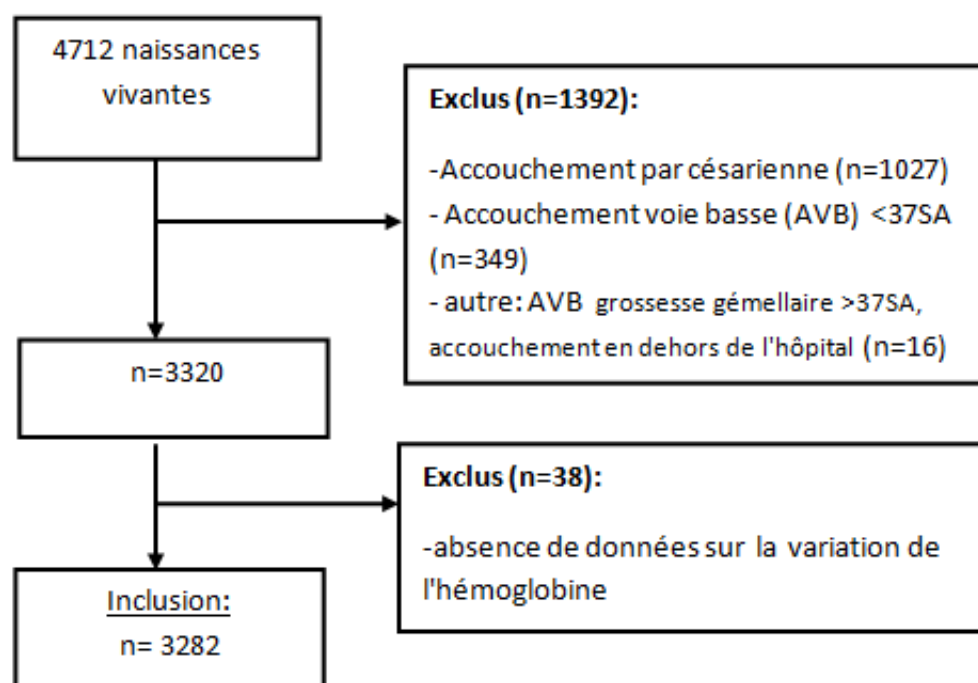 4712 naissances
vivantes
Exclus (n=1392):
-Accouchement par césarienne (n=1027)
- Accouchement voie basse (AVB) <37SA
(n=349)
- autre: AVB grossesse gémellaire >37SA,
accouchement en dehors de l'hôpital (n=16)
n=3320
Exclus (n=38):
-absence de données sur la variation de
l'hémoglobine
Inclusion:
n= 3282